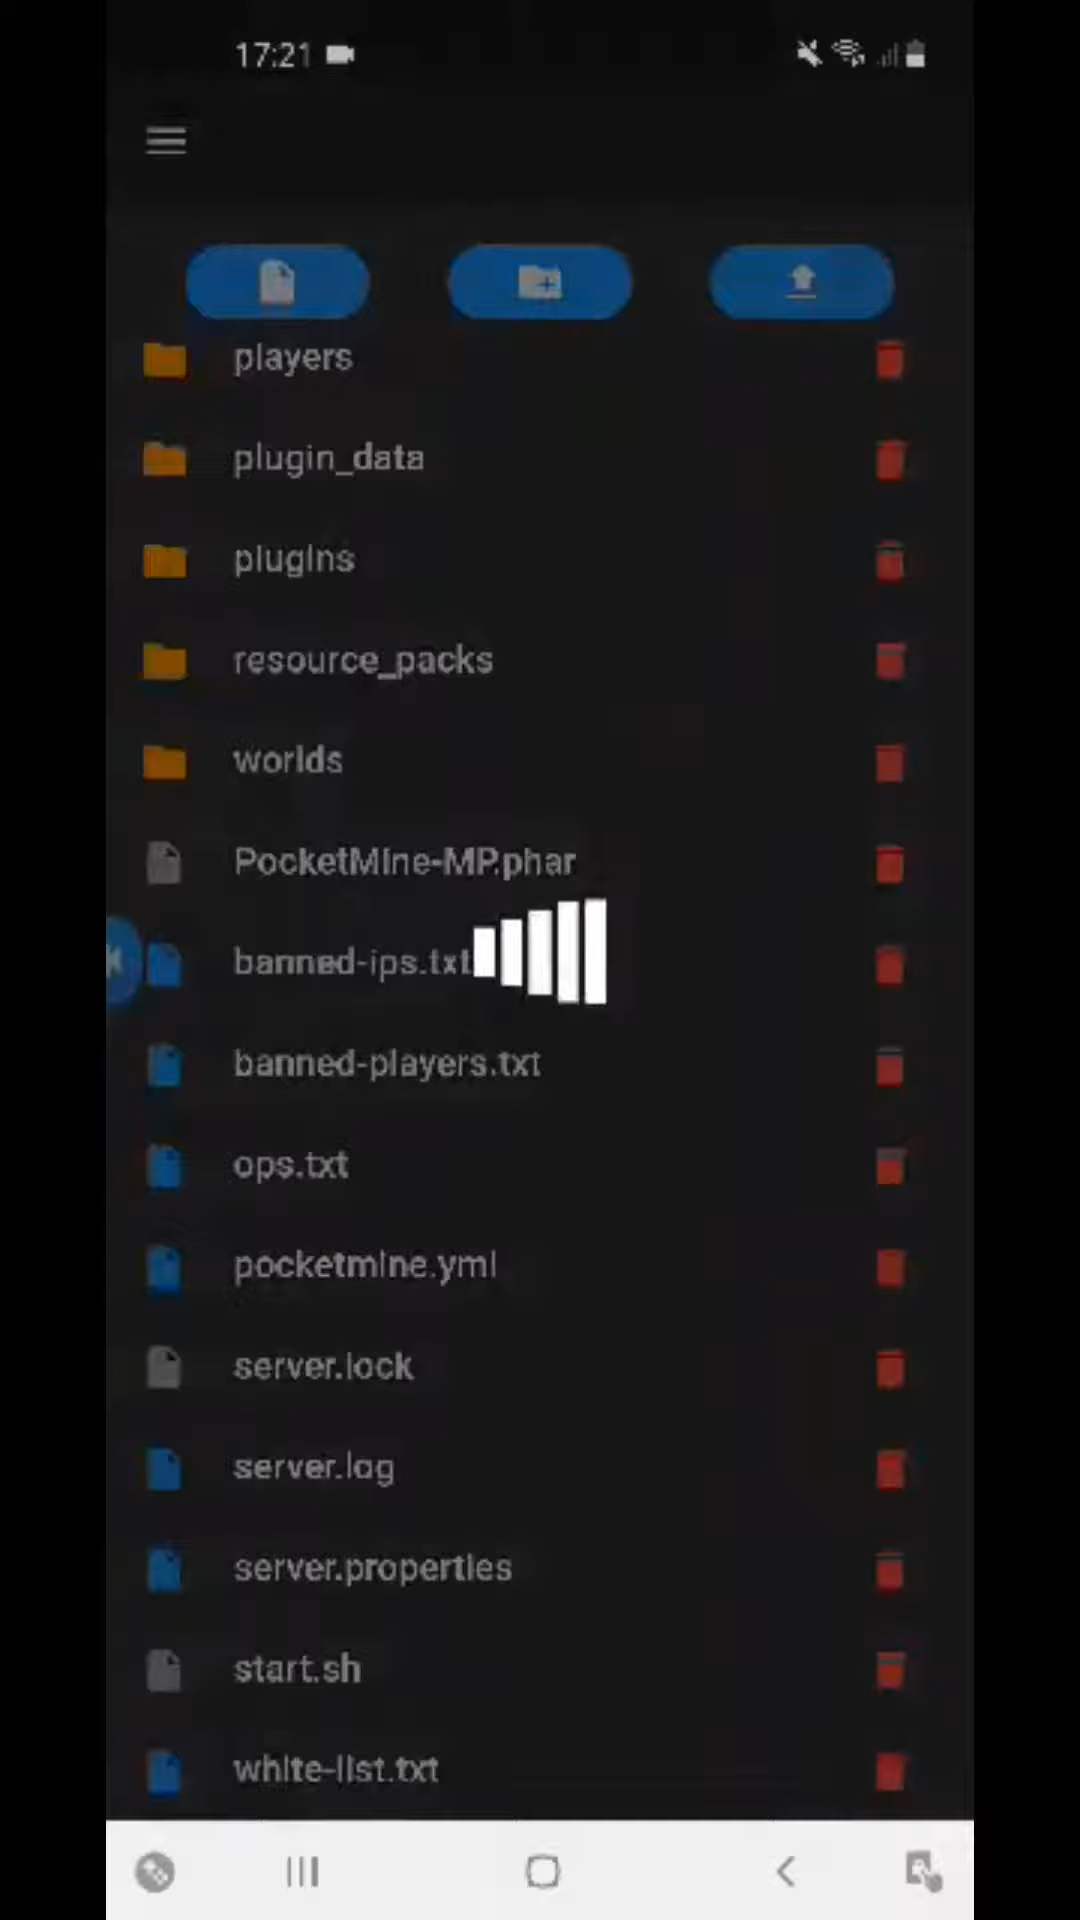 17:21
players
plugin_data
plugins
resource_packs
worlds
PocketMine-MP.phar
banned-ips.txt
banned-players.txt
ops.txt
pocketmine.yml
server.lock
server.log
server.properties
start.sh
white-list.txt